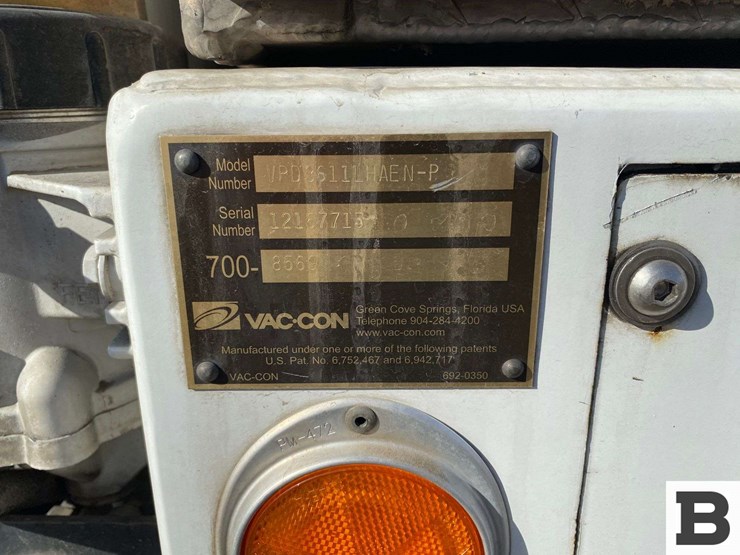 Model
Number
Serial
Number
700-
VAC-CON
Green Cove Springs, Florida USA
Telephone 904-284-4200
www.vac-con.com
Manufactured under one or more of the following patents
U.S. Pat. No. 6,752,467 and 6,942,717
VAC-CON 692-0350
PM-472
B